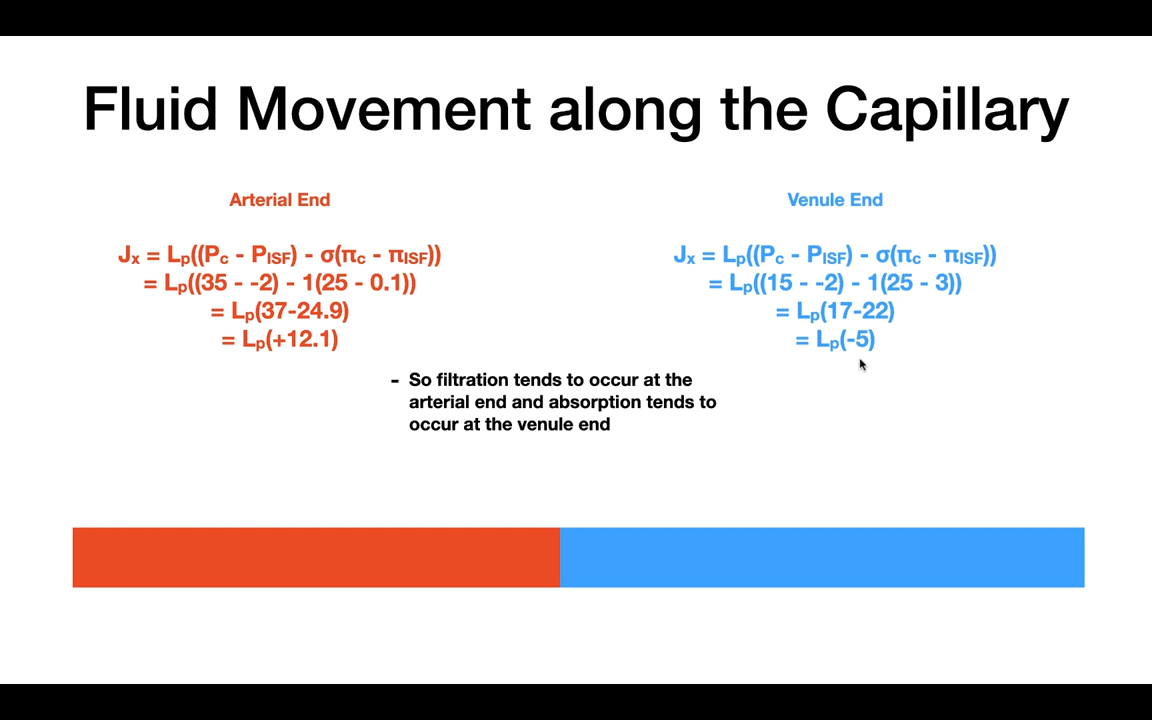 Fluid Movement along the Capillary
Arterial End
Jx = Lp((Pc - PISF) - σ(πc - πISF))
= Lp((35 - -2) - 1(25 - 0.1))
= Lp(37-24.9)
= Lp(+12.1)
Venule End
Jx = Lp((Pc - PISF) - σ(πc - πISF))
= Lp((15 - -2) - 1(25 - 3))
= Lp(17-22)
= Lp(-5)
- So filtration tends to occur at the
arterial end and absorption tends to
occur at the venule end